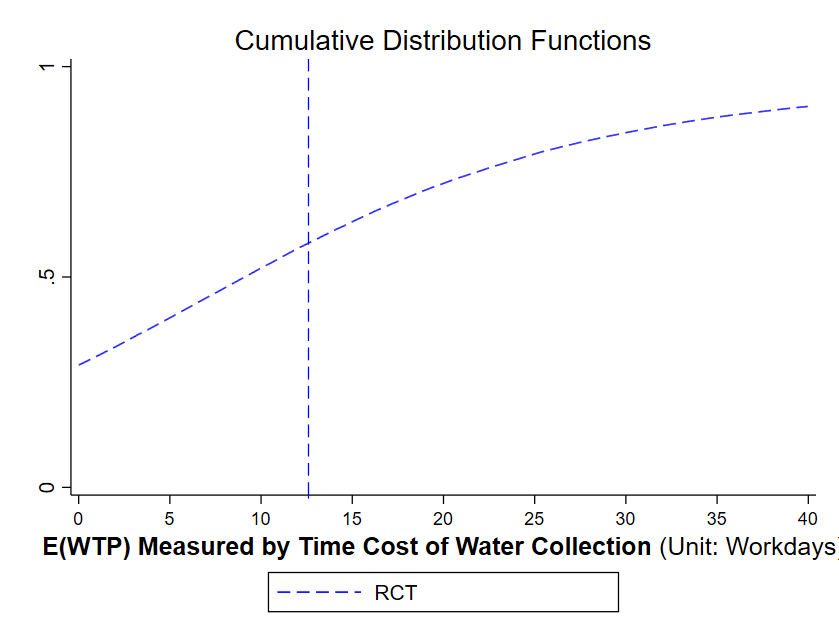 Cumulative Distribution Functions
1
.5
0
0 5 10 15 20 25 30 35 40
E(WTP) Measured by Time Cost of Water Collection (Unit: Workdays)
RCT